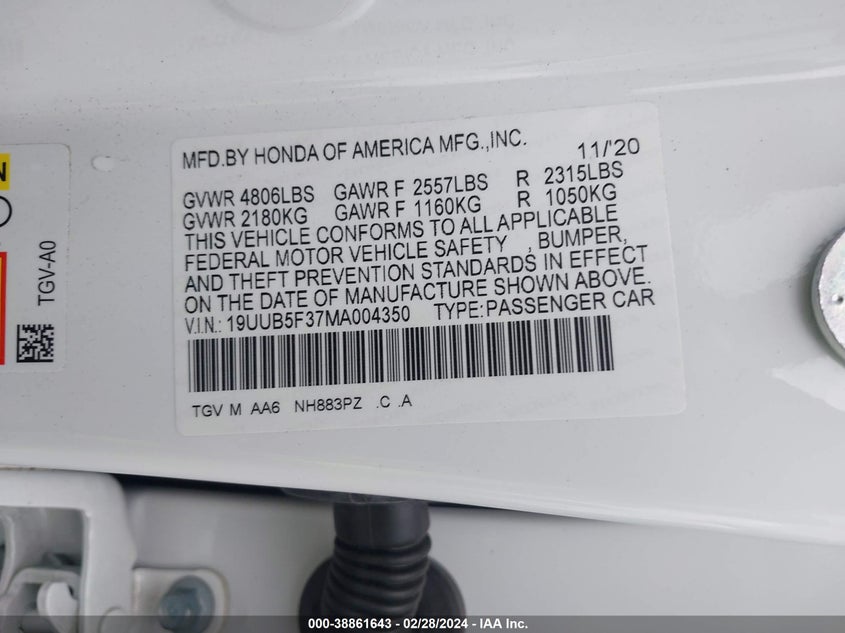 MFD.BY HONDA OF AMERICA MFG.,INC. 11/'20
GVWR 4806LBS GAWR F 2557LBS R 2315LBS
GVWR 2180KG GAWR F 1160KG R 1050KG
THIS VEHICLE CONFORMS TO ALL APPLICABLE
FEDERAL MOTOR VEHICLE SAFETY , BUMPER,
AND THEFT PREVENTION STANDARDS IN EFFECT
ON THE DATE OF MANUFACTURE SHOWN ABOVE.
V.I.N.: 19UUB5F37MA004350 TYPE:PASSENGER CAR
TGV M AA6 NH883PZ .C .A
N
TGV-A0
000-38861643 / 02/28/2024 - IAA Inc.